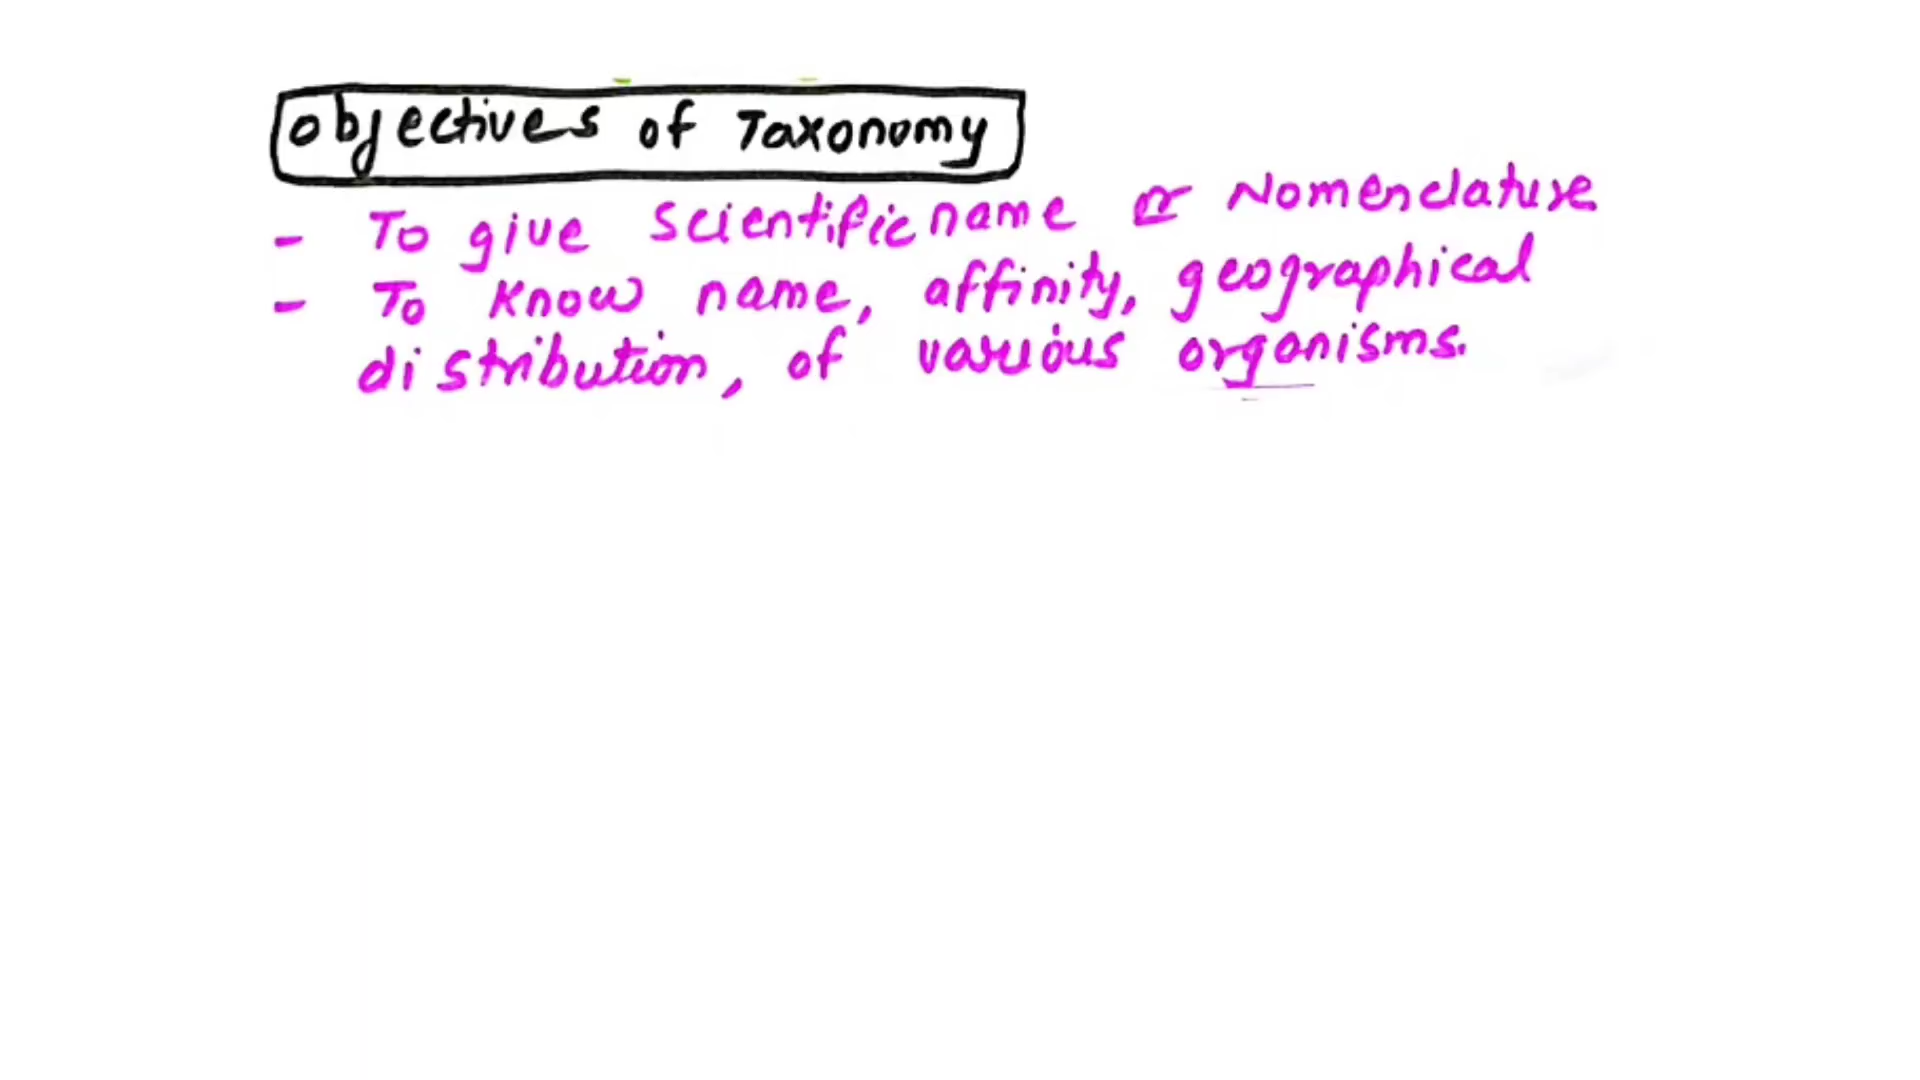 Objectives of Taxonomy
- To give Scientific name or Nomenclature
- To Know name, affinity, geographical
distribution, of various organisms.